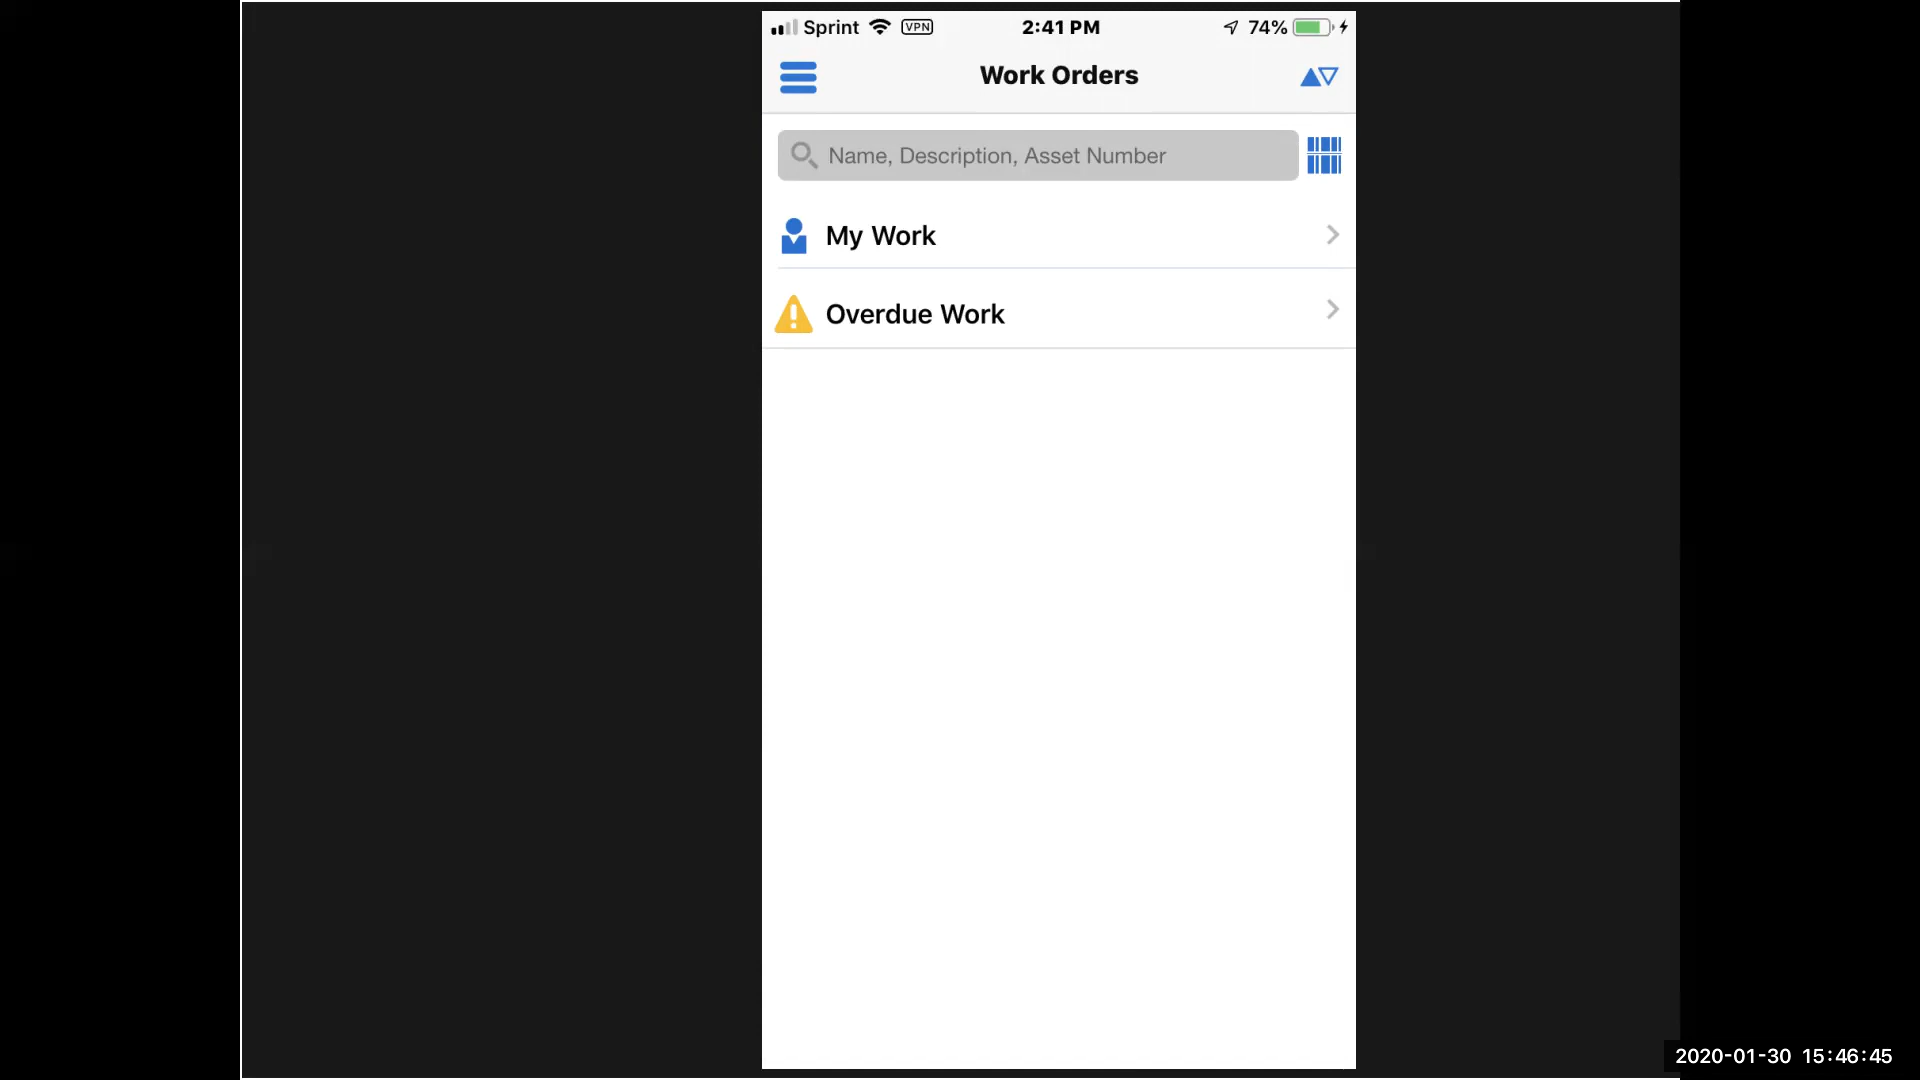 Sprint VPN 2:41 PM 74%
Work Orders
Name, Description, Asset Number
My Work
Overdue Work
2020-01-30 15:46:45